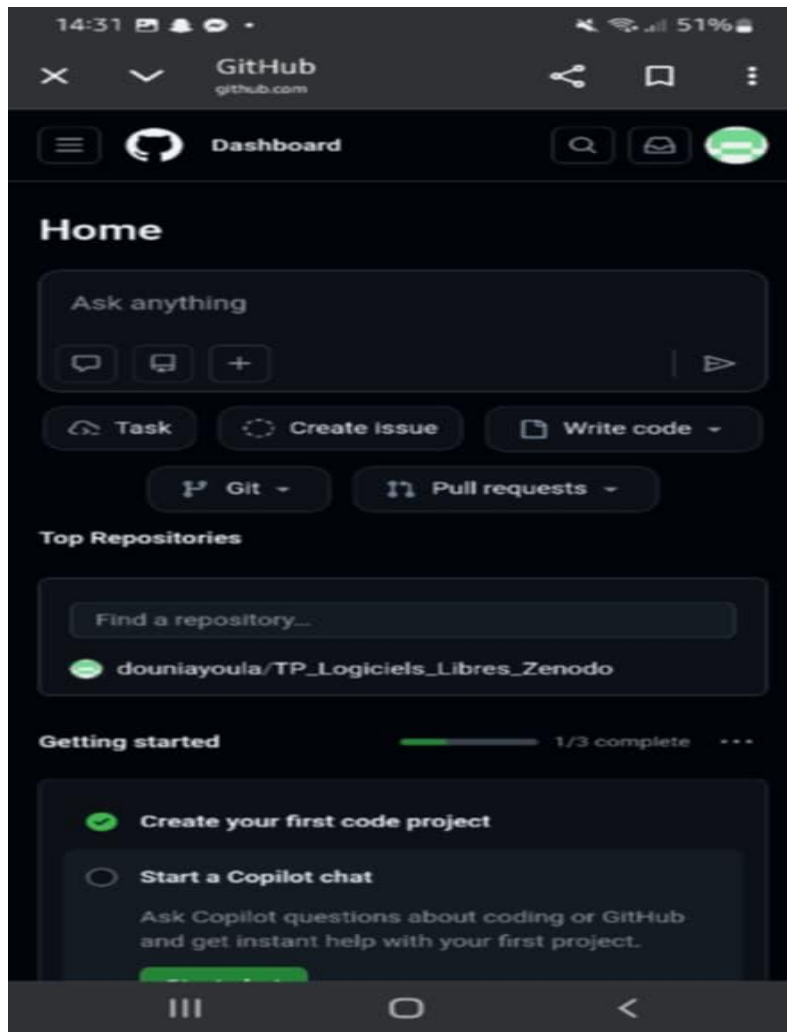 14:31 51%
GitHub
github.com
Dashboard
Home
Ask anything
Task Create issue Write code
Git Pull requests
Top Repositories
Find a repository...
douniayoula/TP_Logiciels_Libres_Zenodo
Getting started 1/3 complete
Create your first code project
Start a Copilot chat
Ask Copilot questions about coding or GitHub
and get instant help with your first project.